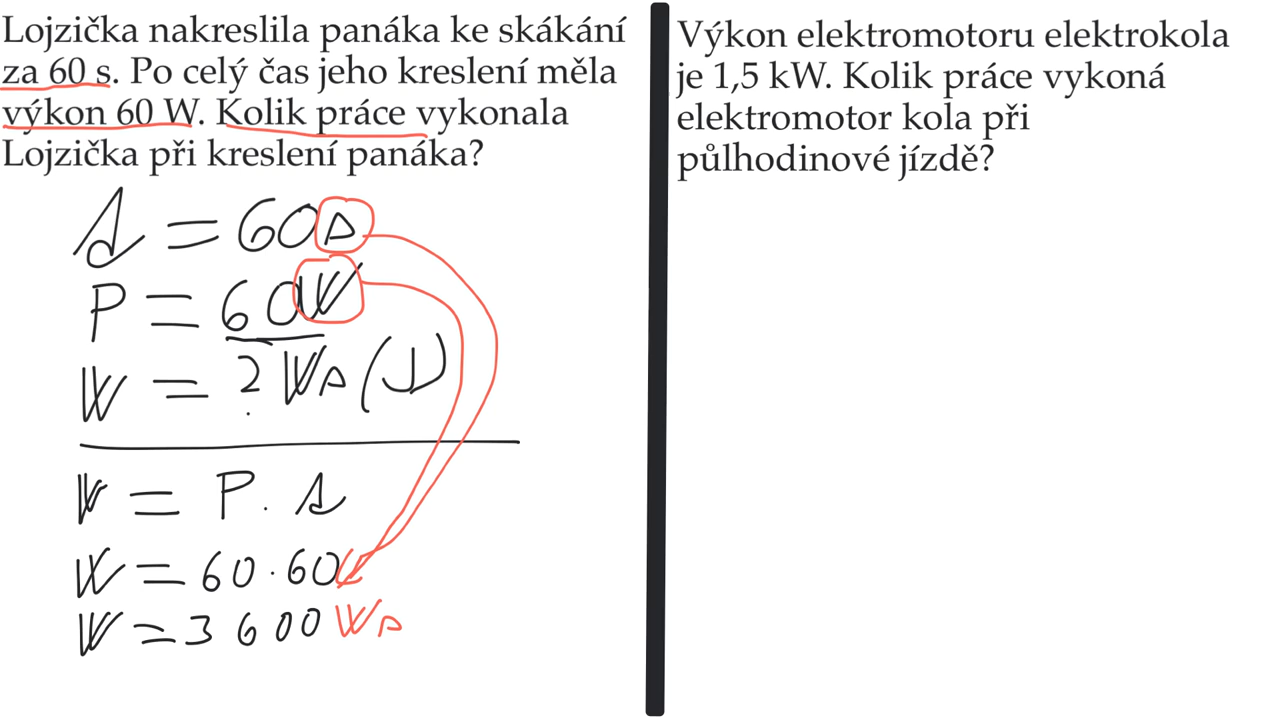 Lojzička nakreslila panáka ke skákání
za 60 s. Po celý čas jeho kreslení měla
výkon 60 W. Kolik práce vykonala
Lojzička při kreslení panáka?
s = 60 s
P = 60 W
W = ? Ws (J)
W = P . s
W = 60 · 60
W = 3 600 Ws
Výkon elektromotoru elektrokola
je 1,5 kW. Kolik práce vykoná
elektromotor kola při
půlhodinové jízdě?